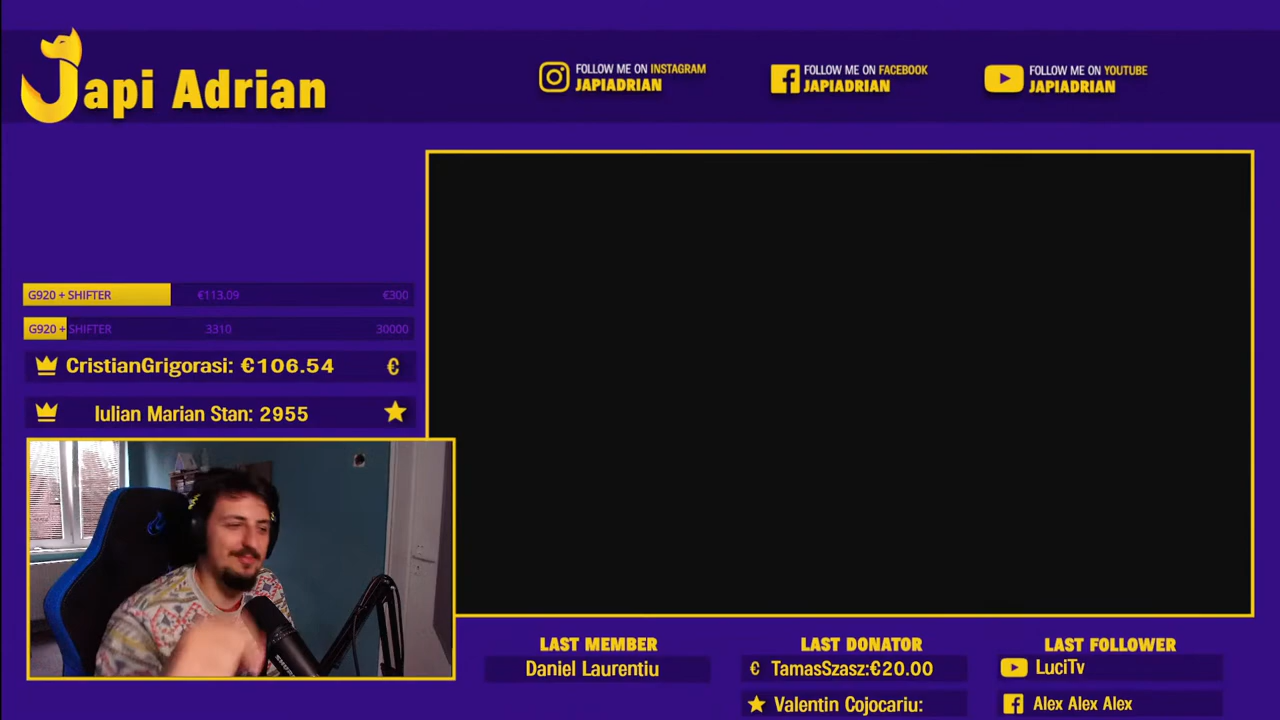 Japi Adrian
FOLLOW ME ON INSTAGRAM
JAPIADRIAN
FOLLOW ME ON FACEBOOK
JAPIADRIAN
FOLLOW ME ON YOUTUBE
JAPIADRIAN
G920 + SHIFTER €113.09 €300
G920 + SHIFTER 3310 30000
CristianGrigorasi: €106.54 €
Iulian Marian Stan: 2955
LAST MEMBER
Daniel Laurentiu
LAST DONATOR
€ TamasSzasz:€20.00
Valentin Cojocariu:
LAST FOLLOWER
LuciTv
Alex Alex Alex